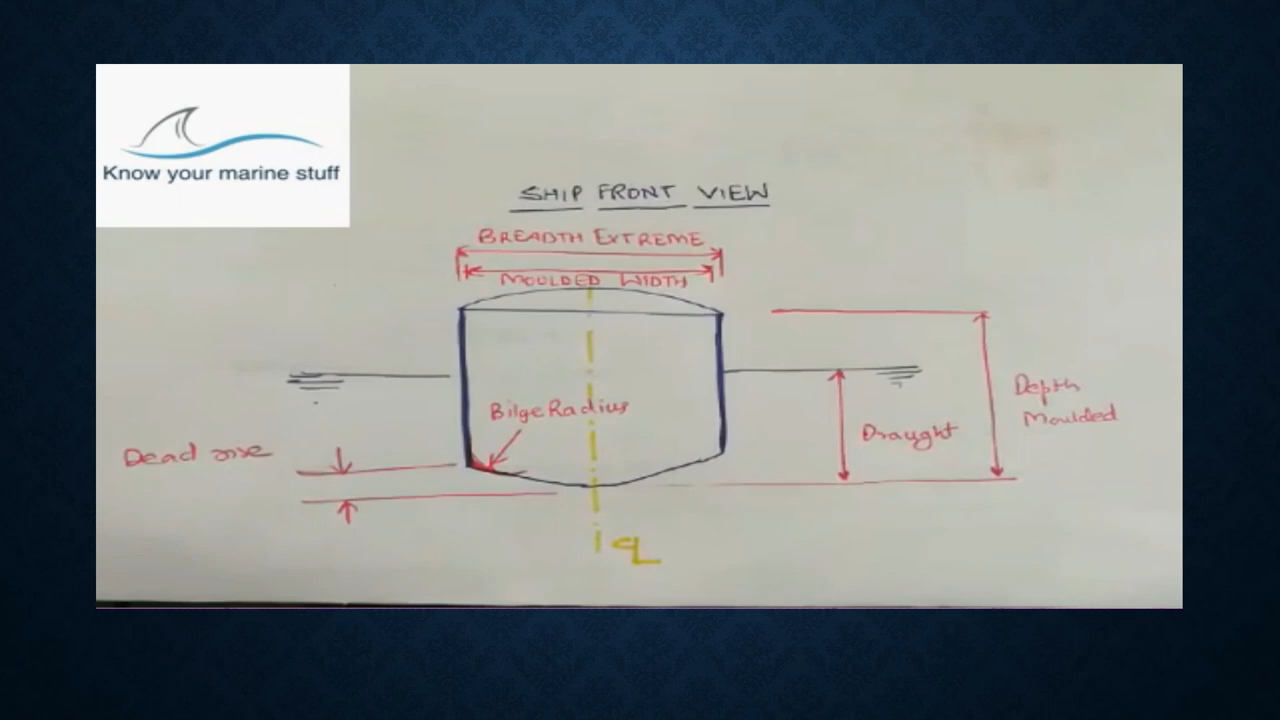 Know your marine stuff
SHIP FRONT VIEW
BREADTH EXTREME
MOULDED WIDTH
Bilge Radius
Dead rise
Draught
Depth
Moulded